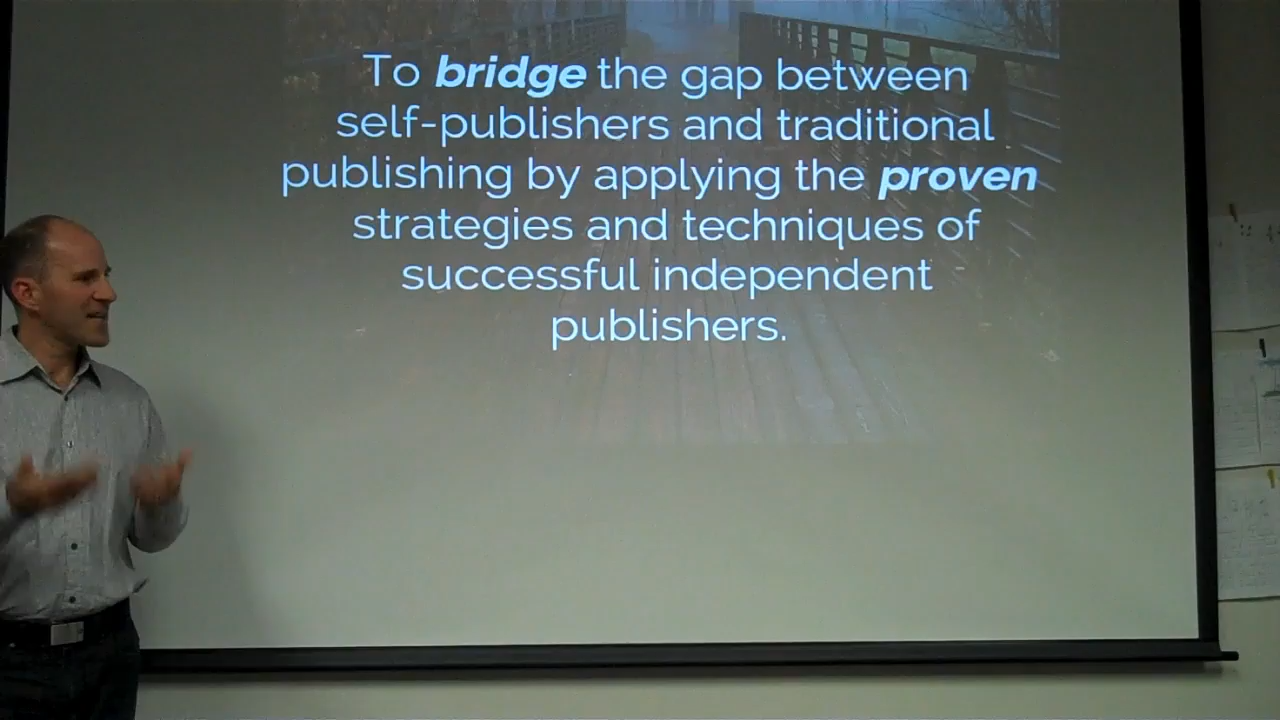 To bridge the gap between
self-publishers and traditional
publishing by applying the proven
strategies and techniques of
successful independent
publishers.